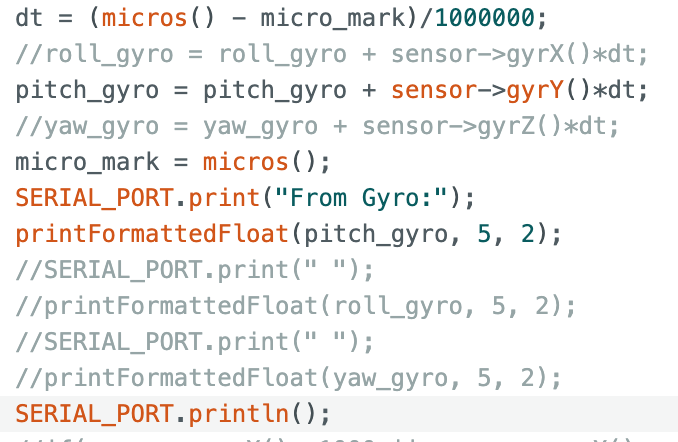 dt = (micros() - micro_mark)/1000000;
//roll_gyro = roll_gyro + sensor->gyrX()*dt;
pitch_gyro = pitch_gyro + sensor->gyrY()*dt;
//yaw_gyro = yaw_gyro + sensor->gyrZ()*dt;
micro_mark = micros();
SERIAL_PORT.print("From Gyro:");
printFormattedFloat(pitch_gyro, 5, 2);
//SERIAL_PORT.print(" ");
//printFormattedFloat(roll_gyro, 5, 2);
//SERIAL_PORT.print(" ");
//printFormattedFloat(yaw_gyro, 5, 2);
SERIAL_PORT.println();